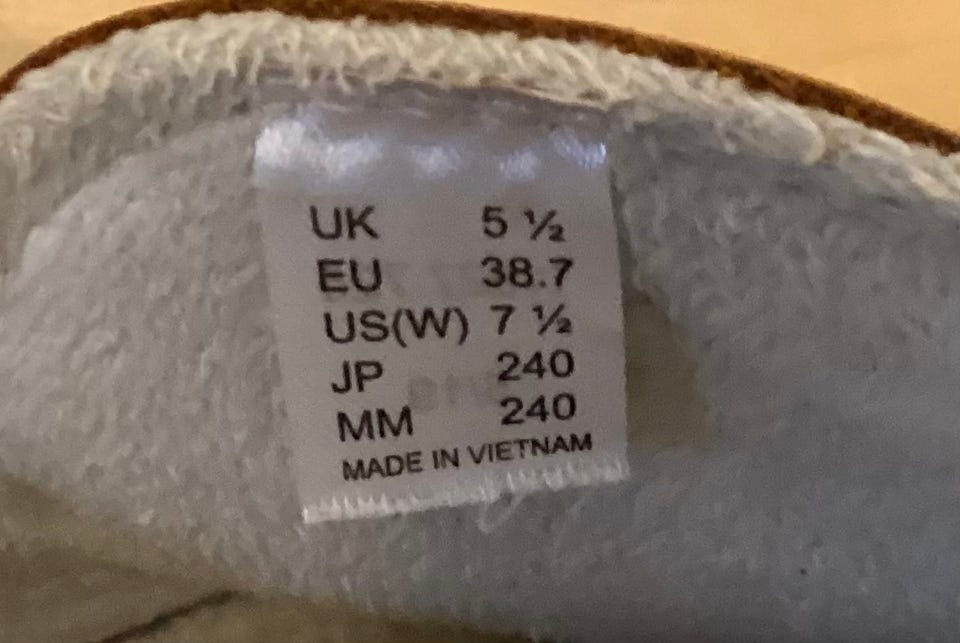 UK 5 ½
EU 38.7
US(W) 7 ½
JP 240
MM 240
MADE IN VIETNAM